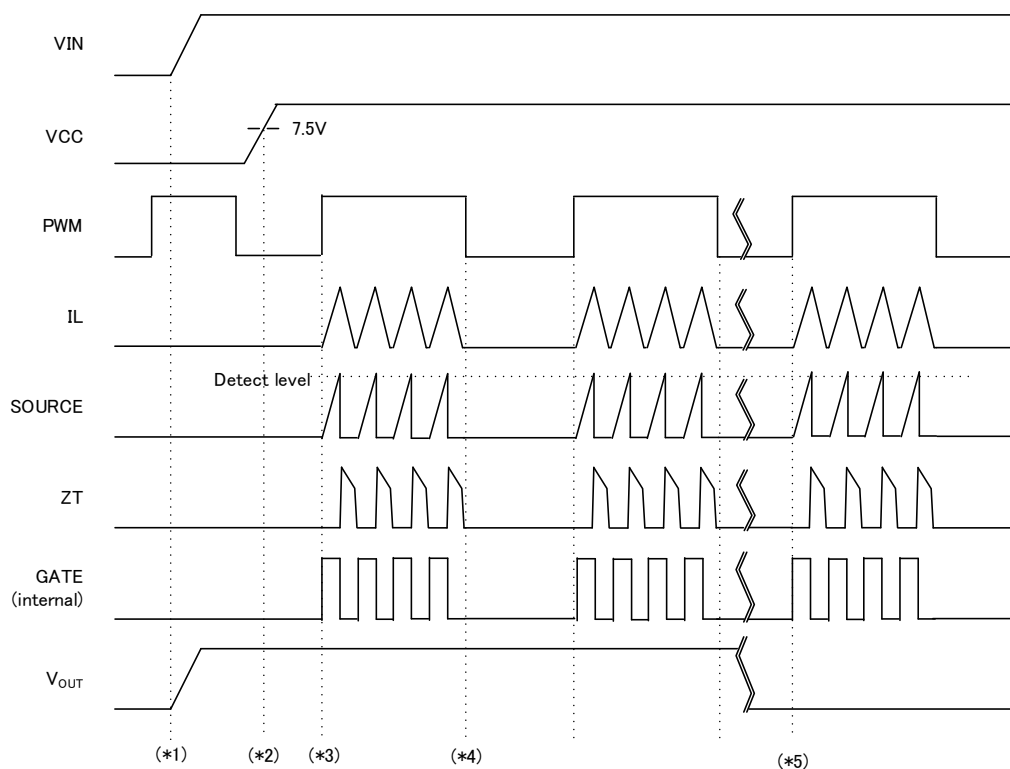 VIN
VCC
7.5V
PWM
IL
Detect level
SOURCE
ZT
GATE
(internal)
VOUT
(*1)
(*2)
(*3)
(*4)
(*5)